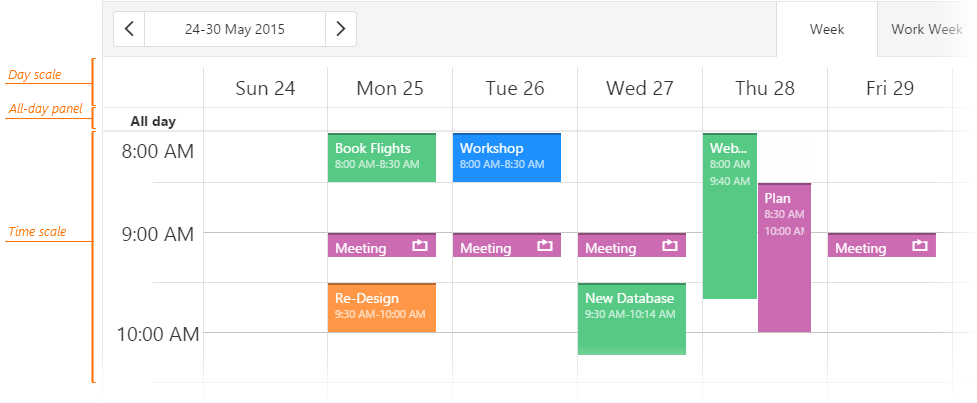 24-30 May 2015
Week
Work Week
Day scale
Sun 24
Mon 25
Tue 26
Wed 27
Thu 28
Fri 29
All-day panel
All day
8:00 AM
Book Flights
8:00 AM-8:30 AM
Workshop
8:00 AM-8:30 AM
Web...
8:00 AM
9:40 AM
Plan
8:30 AM
10:00 AM
Time scale
9:00 AM
Meeting
Meeting
Meeting
Meeting
Re-Design
9:30 AM-10:00 AM
New Database
9:30 AM-10:14 AM
10:00 AM